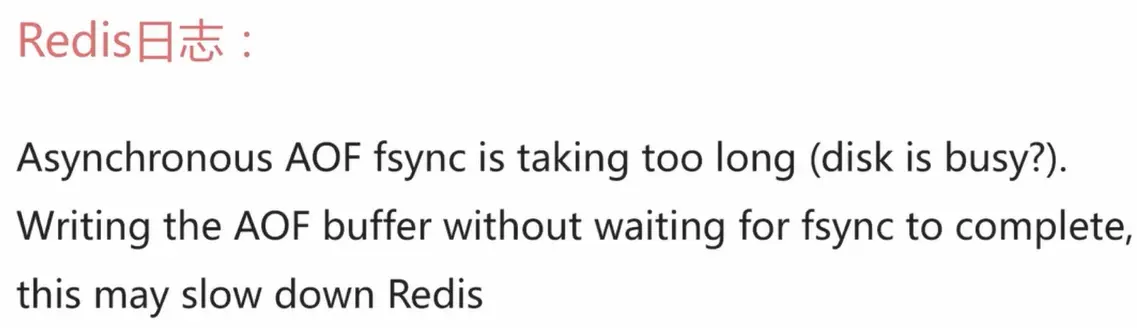 Redis日志：
Asynchronous AOF fsync is taking too long (disk is busy?).
Writing the AOF buffer without waiting for fsync to complete,
this may slow down Redis